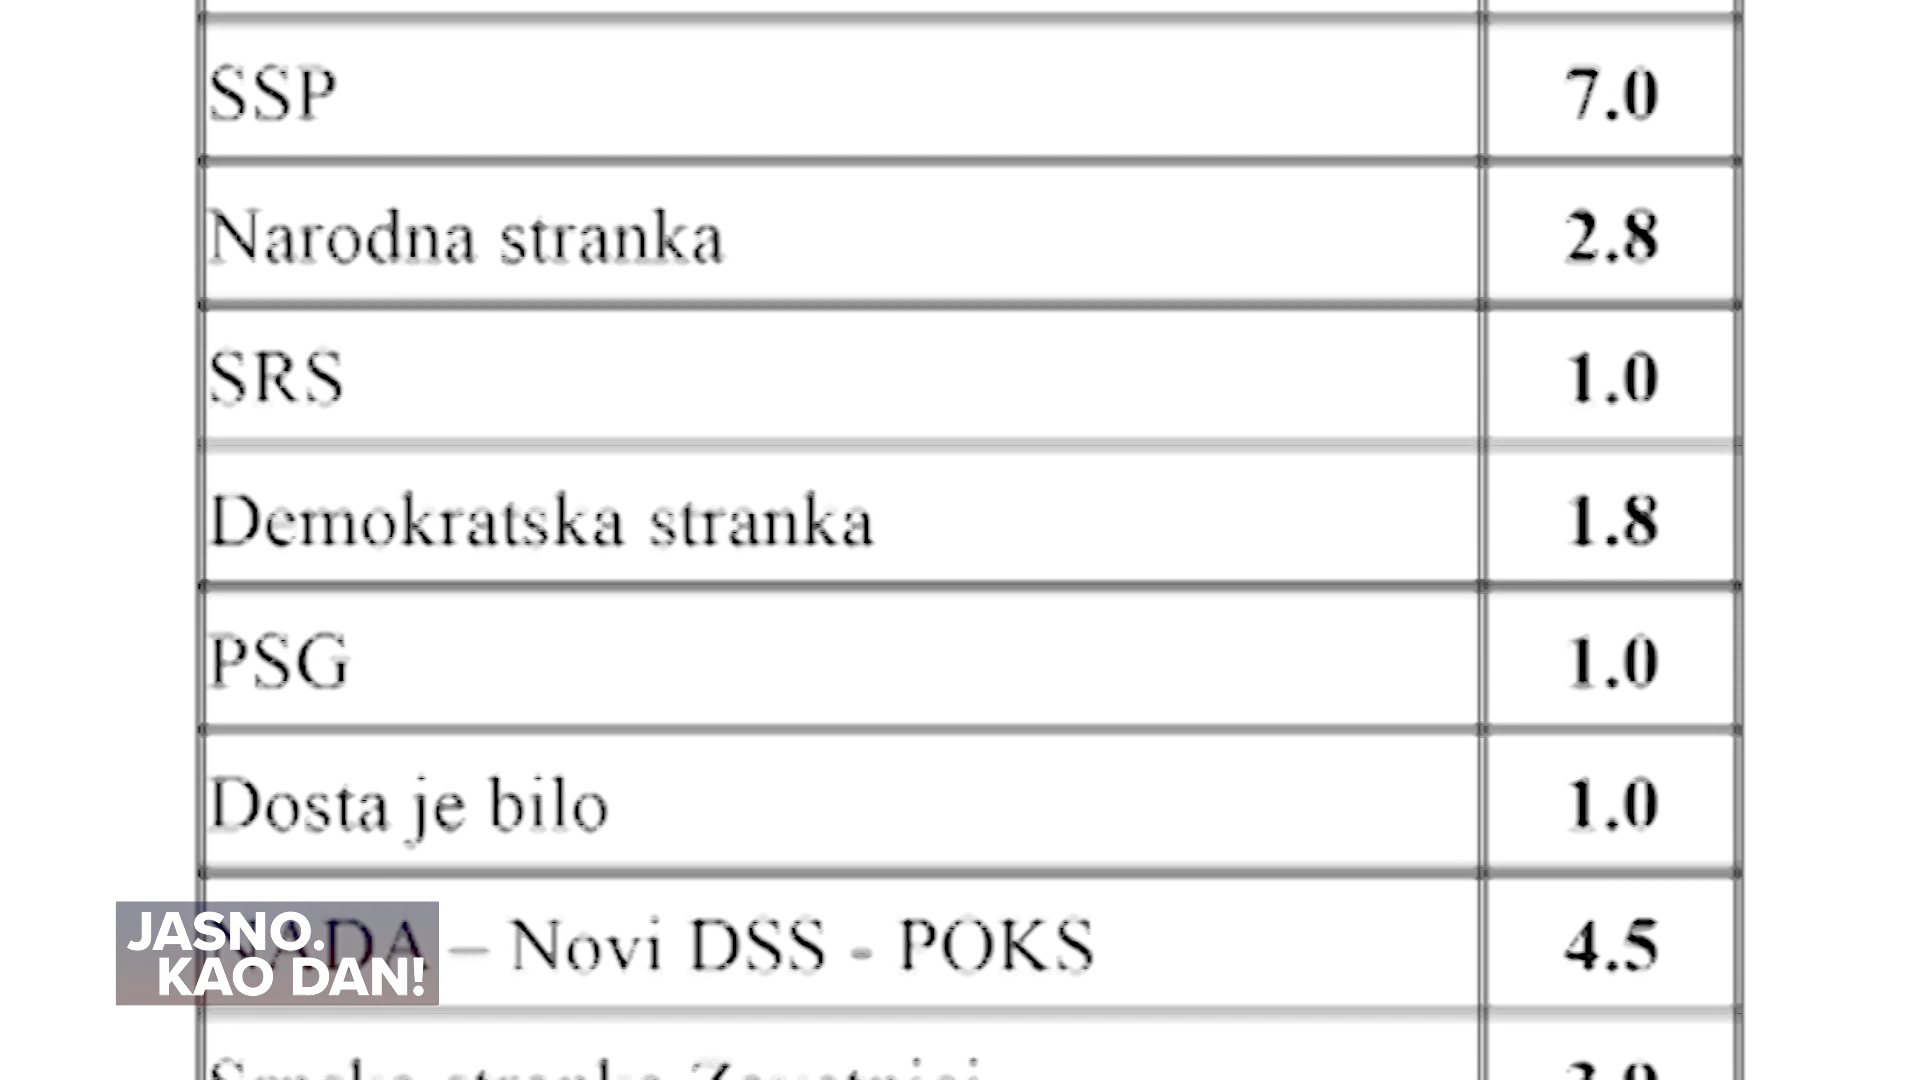 SSP 7.0
Narodna stranka 2.8
SRS 1.0
Demokratska stranka 1.8
PSG 1.0
Dosta je bilo 1.0
NADA – Novi DSS - POKS 4.5
JASNO.
KAO DAN!